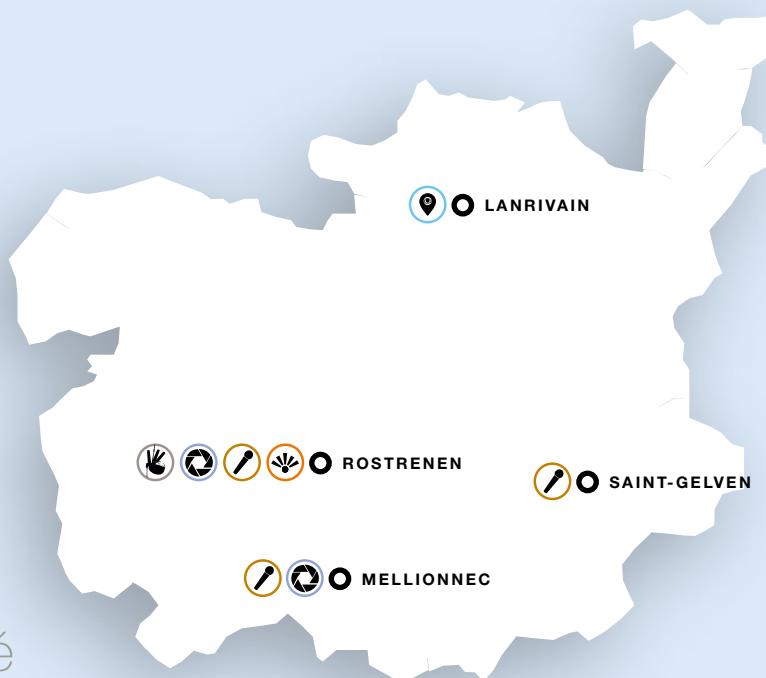 LANRIVAIN
ROSTRENEN
SAINT-GELVEN
MELLIONNEC
é